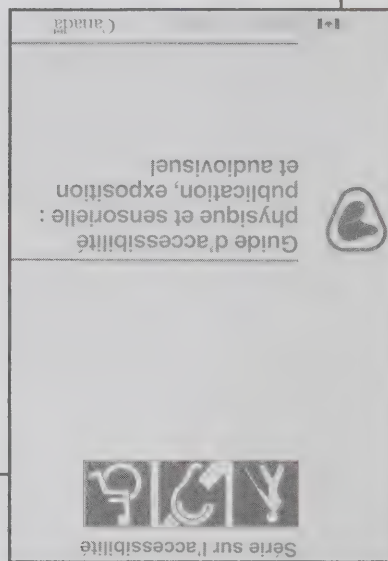 Série sur l'accessibilité
Guide d'accessibilité
physique et sensorielle :
publication, exposition
et audiovisuel
Canada